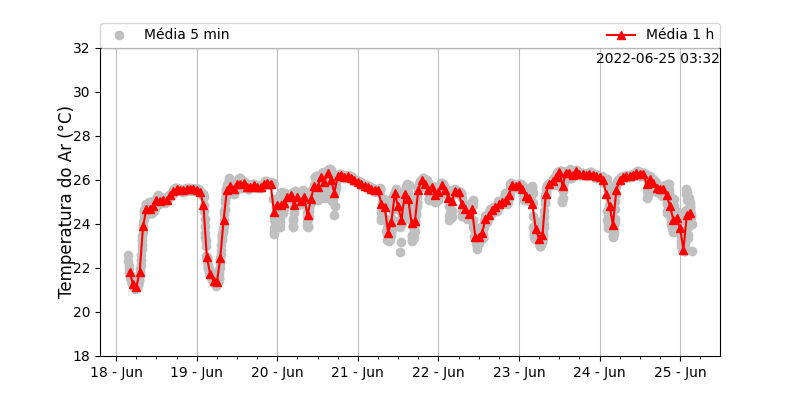 Média 5 min
Média 1 h
2022-06-25 03:32
Temperatura do Ar (°C)
32
30
28
26
24
22
20
18
18 - Jun
19 - Jun
20 - Jun
21 - Jun
22 - Jun
23 - Jun
24 - Jun
25 - Jun